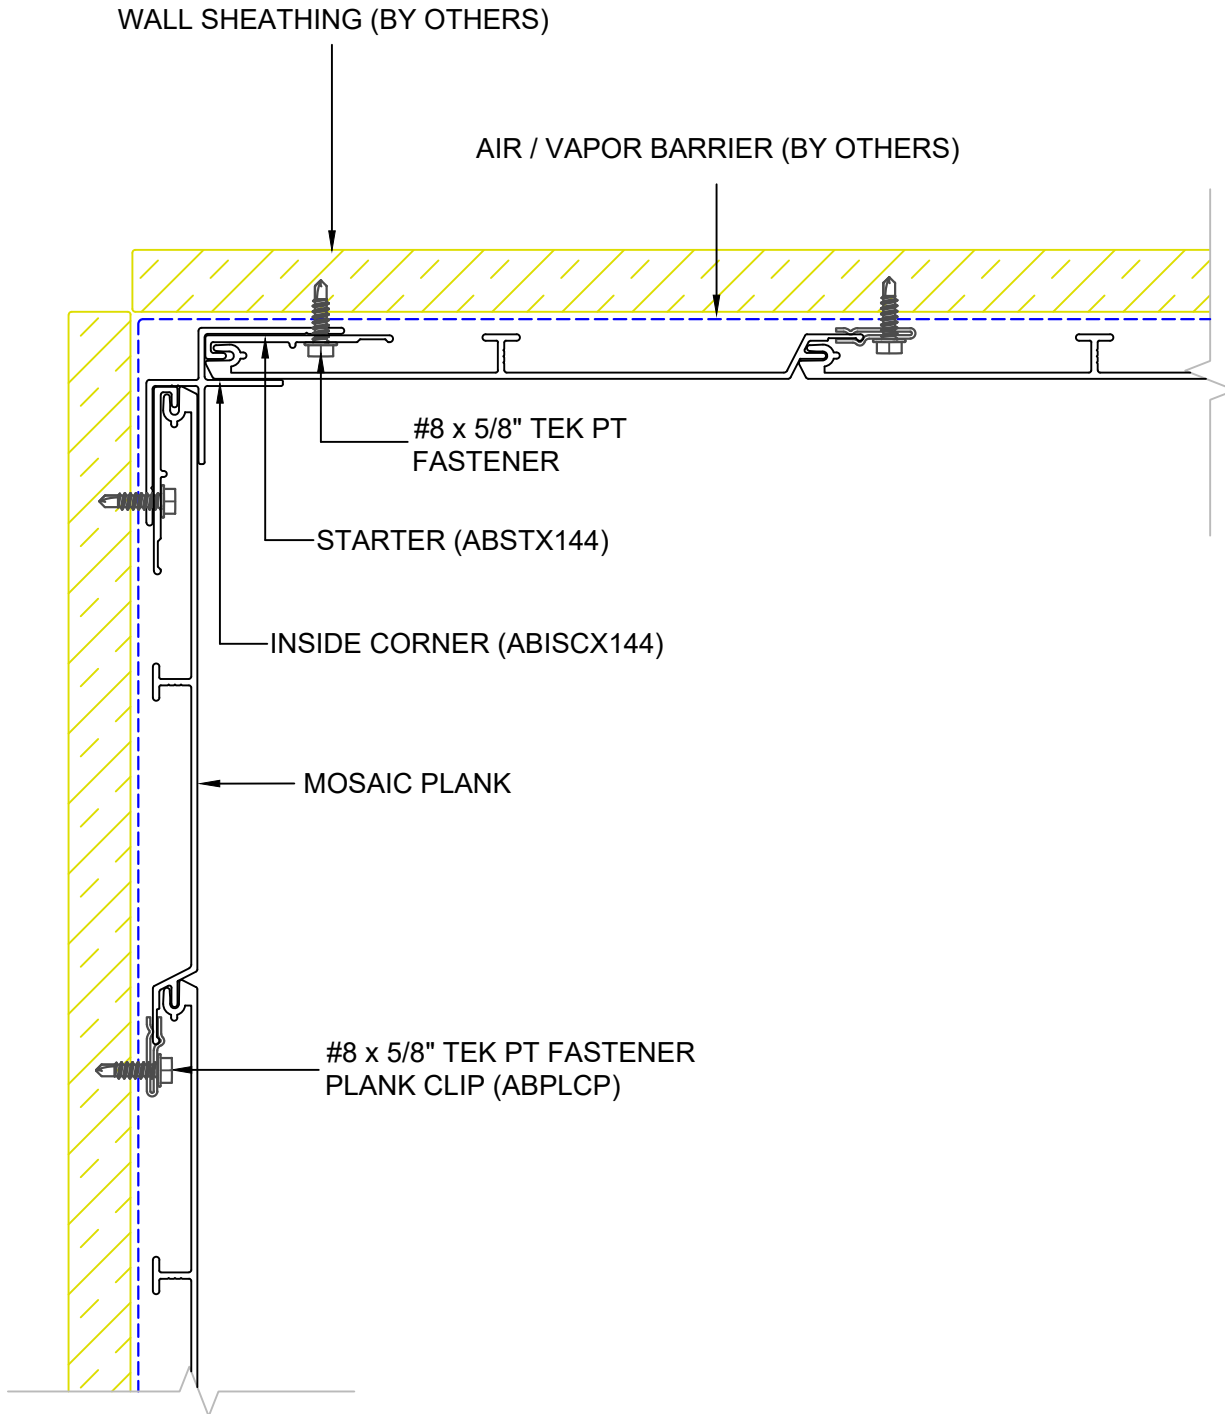 WALL SHEATHING (BY OTHERS)
AIR / VAPOR BARRIER (BY OTHERS)
#8 x 5/8" TEK PT
FASTENER
STARTER (ABSTX144)
INSIDE CORNER (ABISCX144)
MOSAIC PLANK
#8 x 5/8" TEK PT FASTENER
PLANK CLIP (ABPLCP)